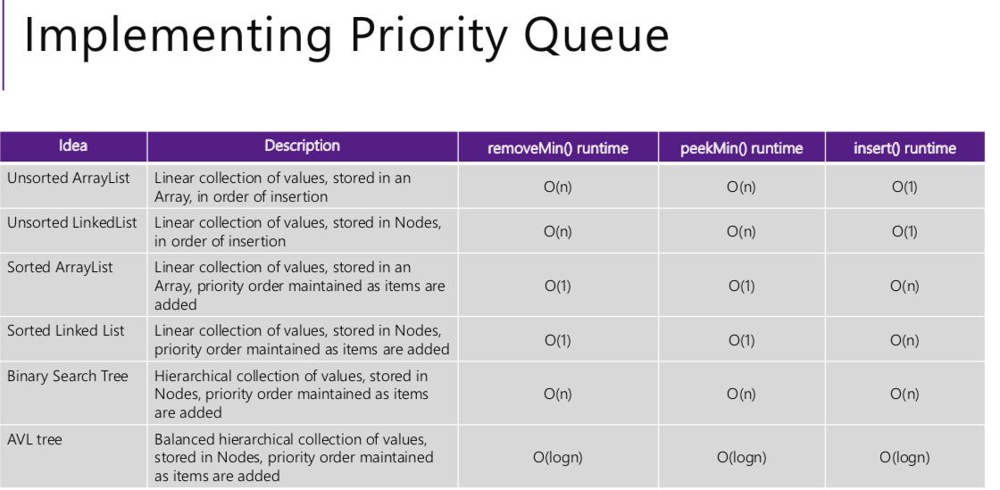 Implementing Priority Queue
Idea
Description
removeMin() runtime
peekMin() runtime
insert() runtime
Unsorted ArrayList
Linear collection of values, stored in an
Array, in order of insertion
O(n)
O(n)
O(1)
Unsorted LinkedList
Linear collection of values, stored in Nodes,
in order of insertion
O(n)
O(n)
O(1)
Sorted ArrayList
Linear collection of values, stored in an
Array, priority order maintained as items are
added
O(1)
O(1)
O(n)
Sorted Linked List
Linear collection of values, stored in Nodes,
priority order maintained as items are added
O(1)
O(1)
O(n)
Binary Search Tree
Hierarchical collection of values, stored in
Nodes, priority order maintained as items
are added
O(n)
O(n)
O(n)
AVL tree
Balanced hierarchical collection of values,
stored in Nodes, priority order maintained
as items are added
O(logn)
O(logn)
O(logn)